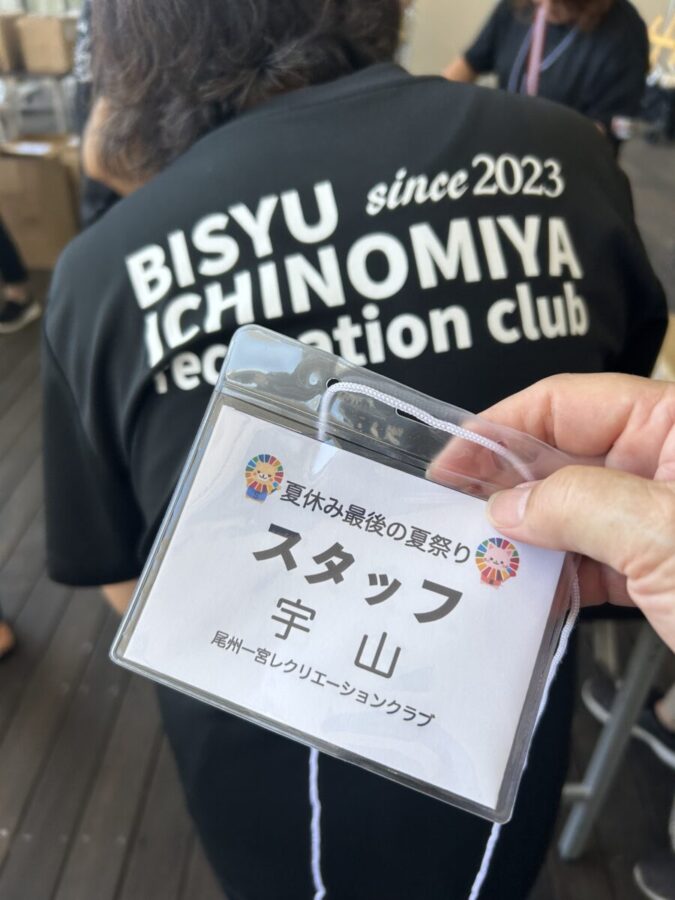 since 2023
BISYU
ICHINOMIYA
club
夏休み最後の夏祭り
スタッフ
宇 山
尾州一宮レクリエーションクラブ